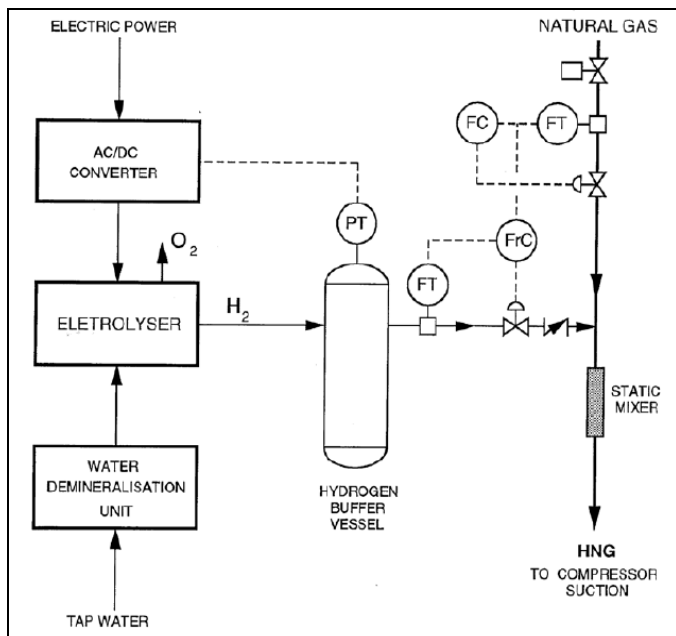 ELECTRIC POWER
NATURAL GAS
AC/DC
CONVERTER
FC
FT
PT
O2
FrC
FT
ELETROLYSER
H2
STATIC
MIXER
WATER
DEMINERALISATION
UNIT
HYDROGEN
BUFFER
VESSEL
HNG
TO COMPRESSOR
SUCTION
TAP WATER